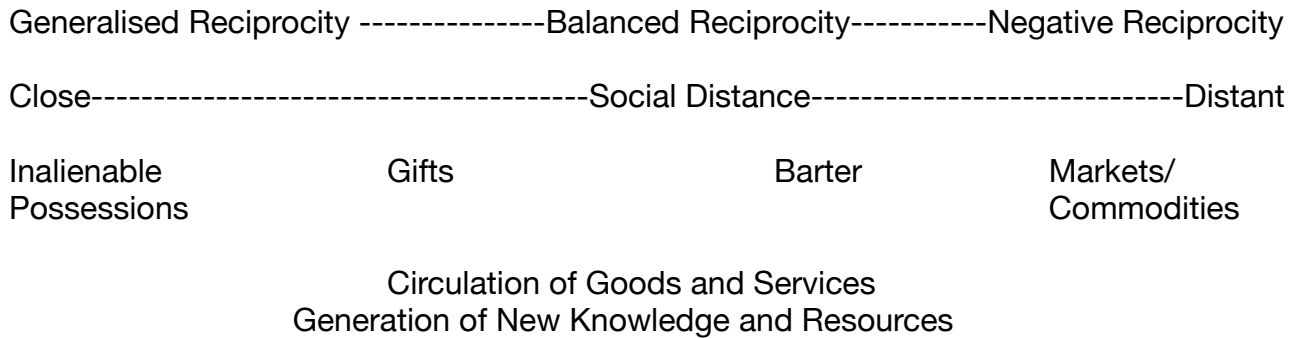 Generalised Reciprocity ---------------Balanced Reciprocity-----------Negative Reciprocity
Close----------------------------------------Social Distance------------------------------Distant
Inalienable Gifts Barter Markets/
Possessions Commodities
Circulation of Goods and Services
Generation of New Knowledge and Resources